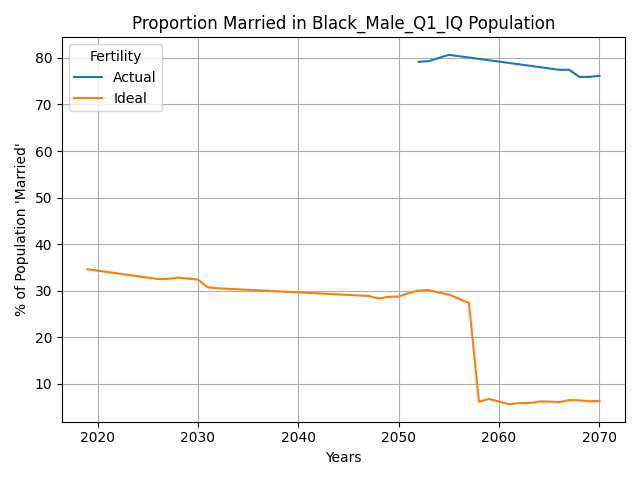 Proportion Married in Black_Male_Q1_IQ Population
Fertility
Actual
Ideal
% of Population 'Married'
80
70
60
50
40
30
20
10
2020 2030 2040 2050 2060 2070
Years